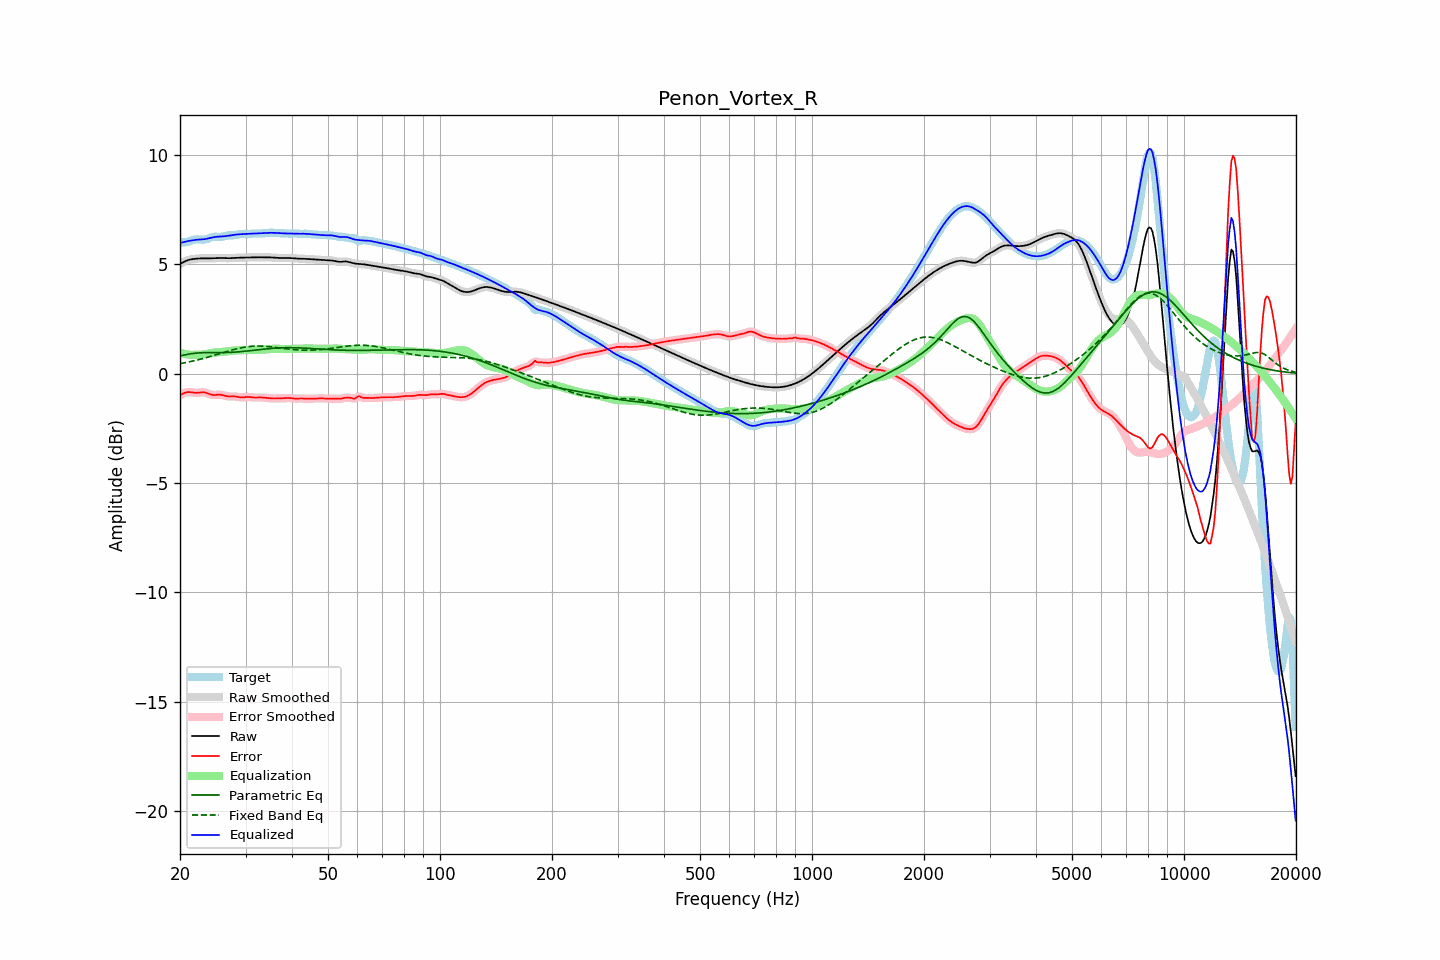 Penon_Vortex_R
10
5
0
−5
−10
−15
−20
Amplitude (dBr)
Target
Raw Smoothed
Error Smoothed
Raw
Error
Equalization
Parametric Eq
Fixed Band Eq
Equalized
20 50 100 200 500 1000 2000 5000 10000 20000
Frequency (Hz)